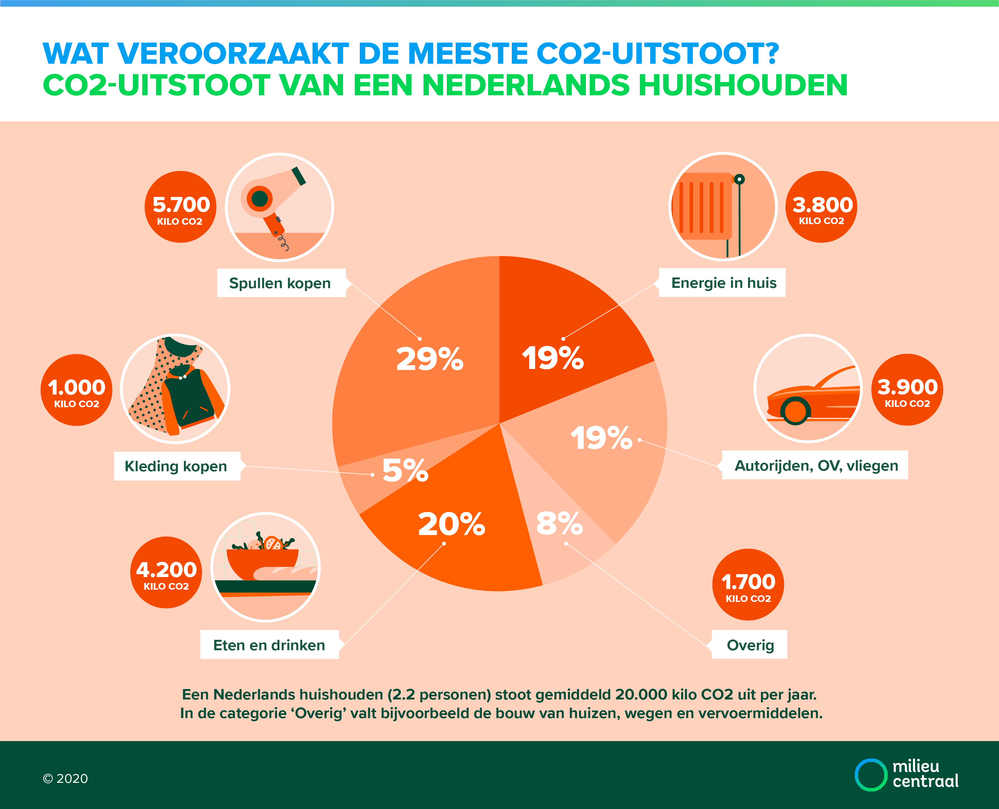 WAT VEROORZAAKT DE MEESTE CO2-UITSTOOT?
CO2-UITSTOOT VAN EEN NEDERLANDS HUISHOUDEN
5.700
KILO CO2
Spullen kopen
29%
3.800
KILO CO2
Energie in huis
19%
1.000
KILO CO2
Kleding kopen
5%
3.900
KILO CO2
Autorijden, OV, vliegen
19%
4.200
KILO CO2
Eten en drinken
20%
1.700
KILO CO2
Overig
8%
Een Nederlands huishouden (2.2 personen) stoot gemiddeld 20.000 kilo CO2 uit per jaar.
In de categorie ‘Overig’ valt bijvoorbeeld de bouw van huizen, wegen en vervoermiddelen.
© 2020
milieu
centraal